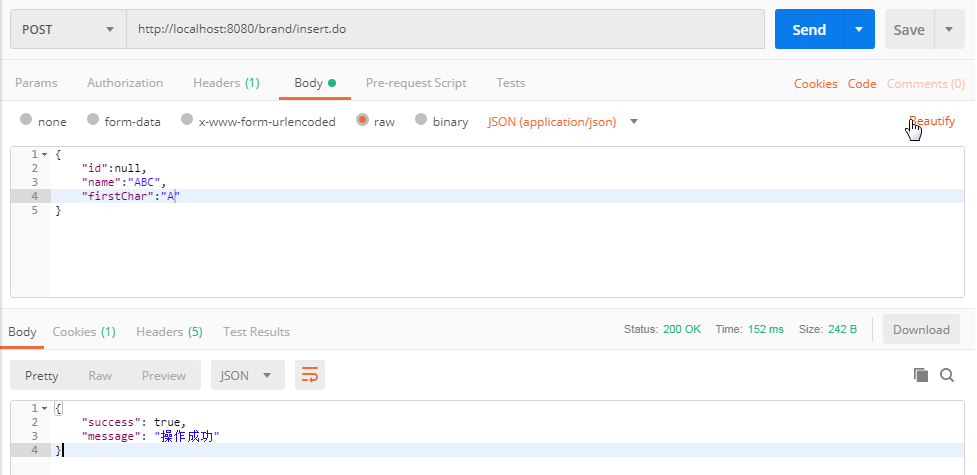 POST http://localhost:8080/brand/insert.do Send Save
Params Authorization Headers (1) Body Pre-request Script Tests Cookies Code Comments (0)
none form-data x-www-form-urlencoded raw binary JSON (application/json) Beautify
1 {
2 "id":null,
3 "name":"ABC",
4 "firstChar":"A"
5 }
Body Cookies (1) Headers (5) Test Results Status: 200 OK Time: 152 ms Size: 242 B Download
Pretty Raw Preview JSON
1 {
2 "success": true,
3 "message": "操作成功"
4 }